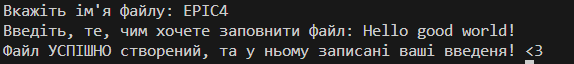 Вкажіть ім'я файлу: EPIC4
Введіть, те, чим хочете заповнити файл: Hello good world!
Файл УСПІШНО створений, та у ньому записані ваші введеня! <3